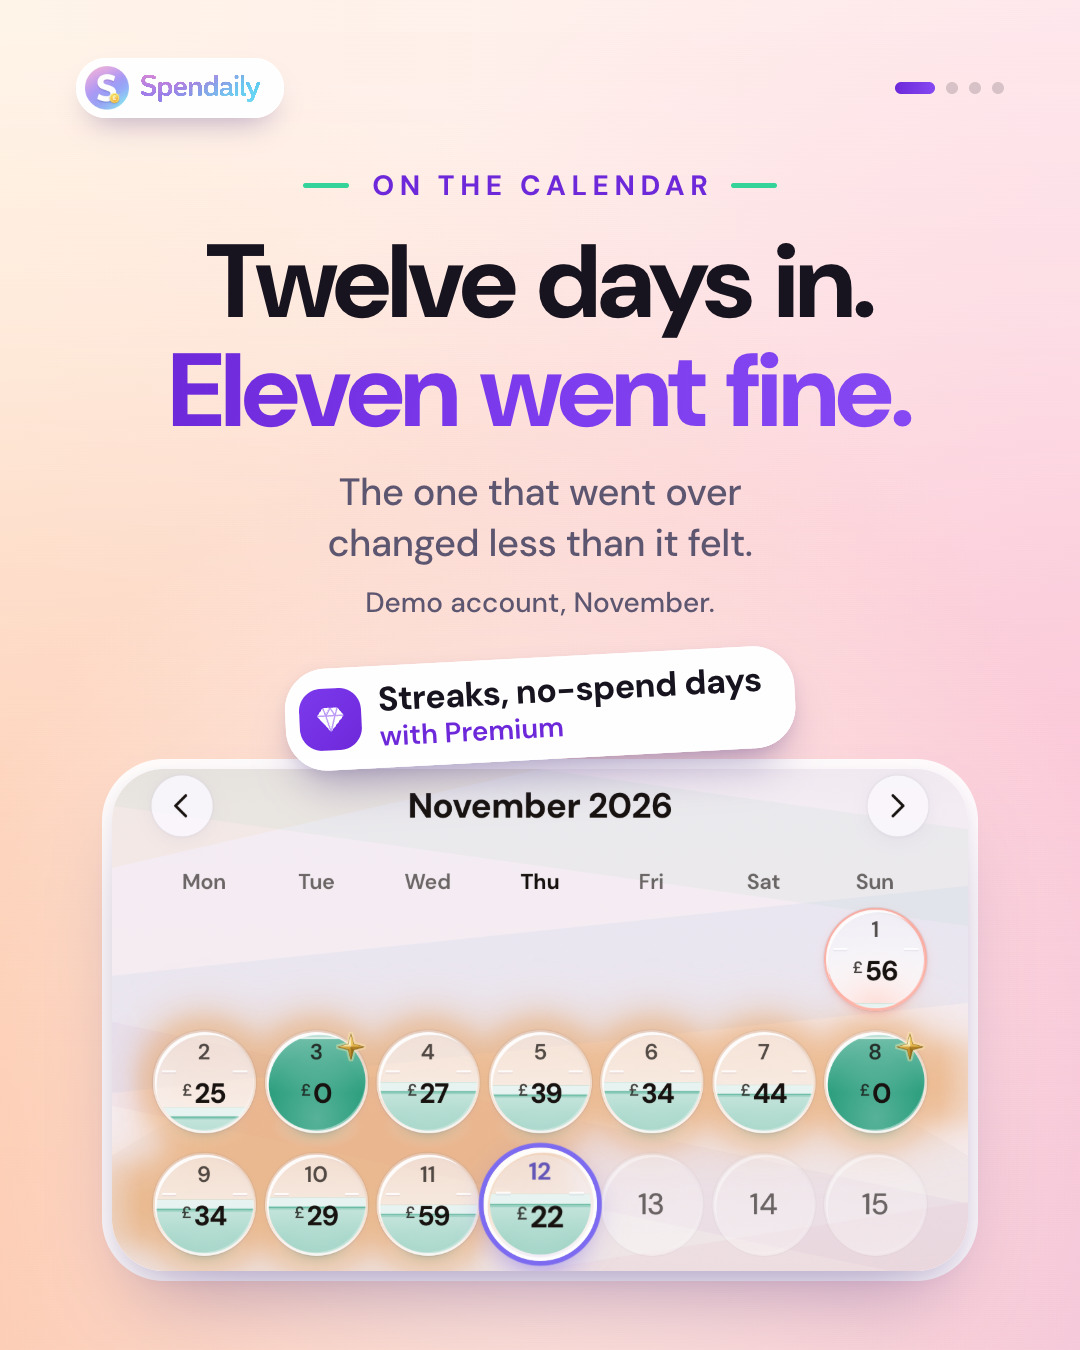 Spendaily
ON THE CALENDAR
Twelve days in.
Eleven went fine.
The one that went over
changed less than it felt.
Demo account, November.
Streaks, no-spend days
with Premium
November 2026
Mon Tue Wed Thu Fri Sat Sun
1
£56
2 3 4 5 6 7 8
£25 £0 £27 £39 £34 £44 £0
9 10 11 12 13 14 15
£34 £29 £59 £22